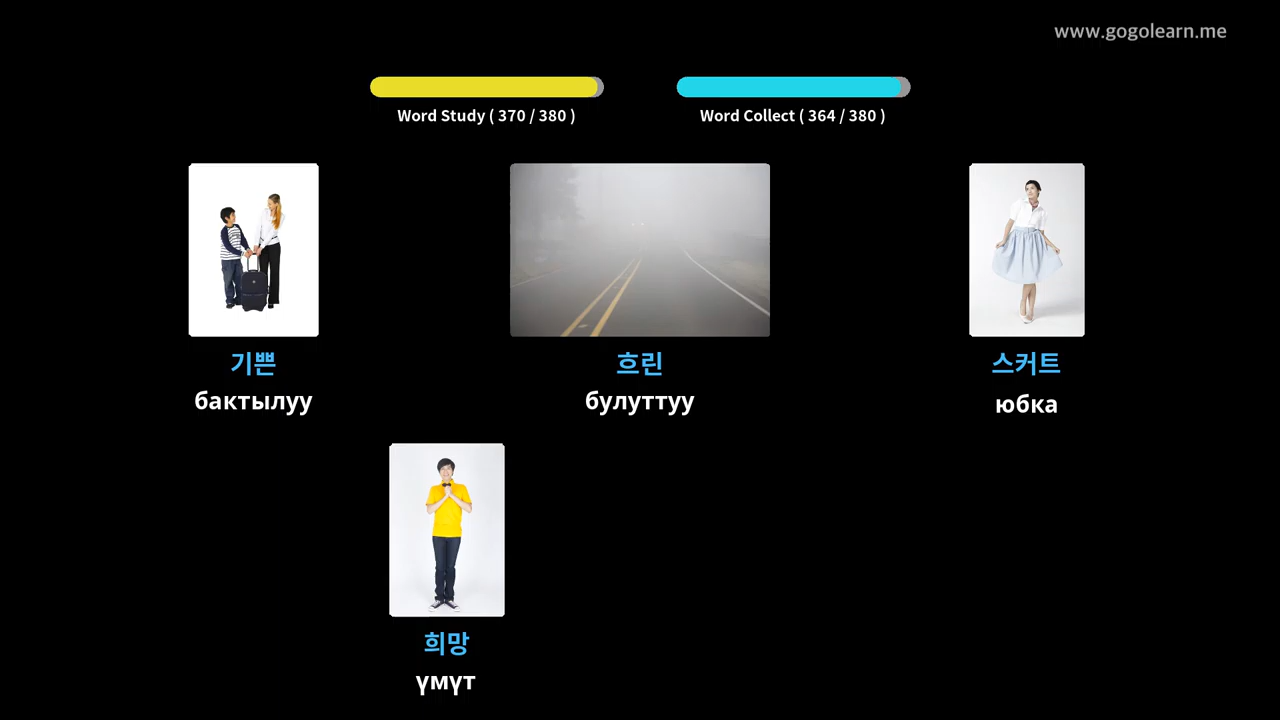 www.gogolearn.me
Word Study ( 370 / 380 )
Word Collect ( 364 / 380 )
기쁜
бактылуу
흐린
булуттуу
스커트
юбка
희망
үмүт